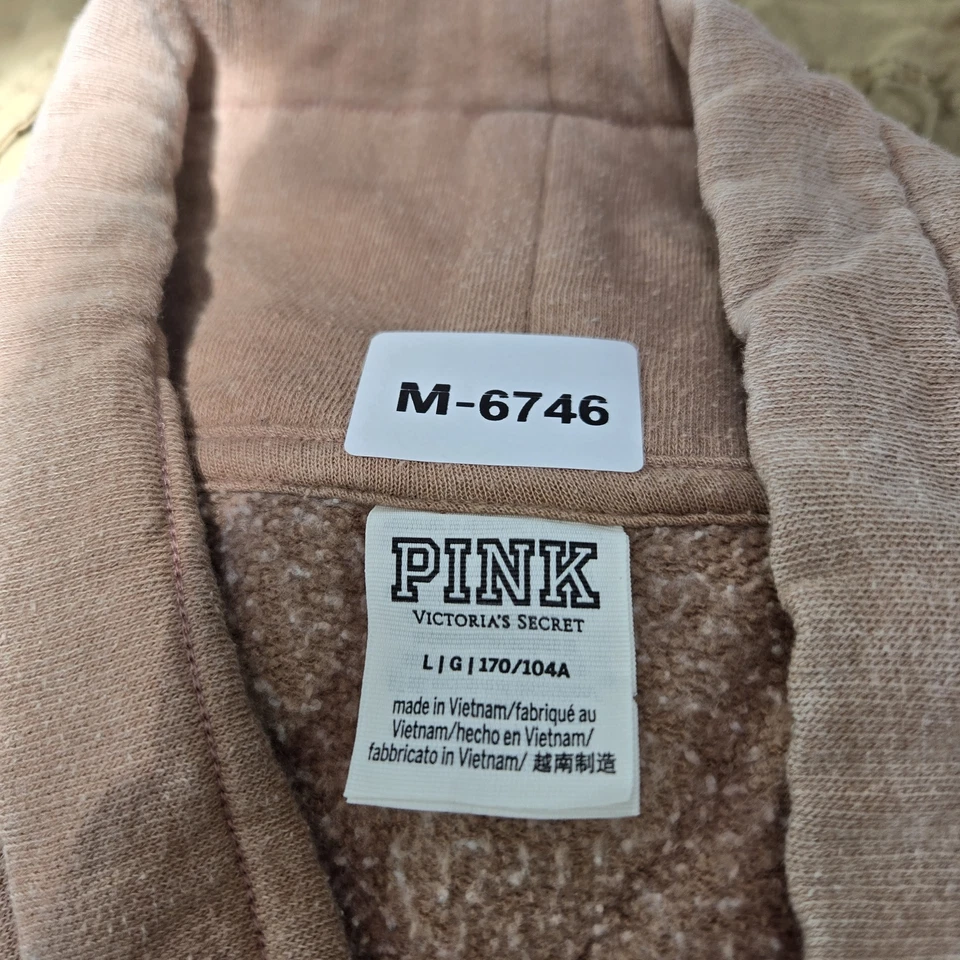 M-6746
PINK
VICTORIA'S SECRET
L | G | 170/104A
made in Vietnam/fabriqué au
Vietnam/hecho en Vietnam/
fabbricato in Vietnam/ 越南制造